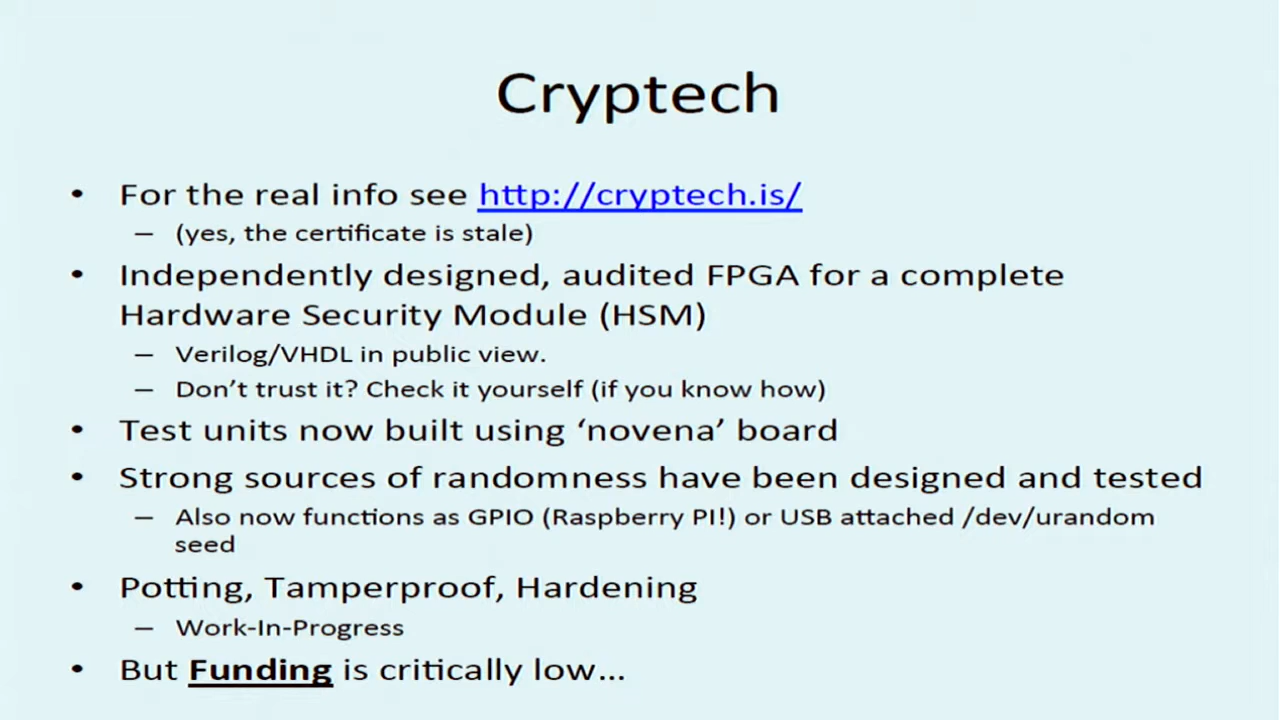 Cryptech
• For the real info see http://cryptech.is/
– (yes, the certificate is stale)
• Independently designed, audited FPGA for a complete
Hardware Security Module (HSM)
– Verilog/VHDL in public view.
– Don't trust it? Check it yourself (if you know how)
• Test units now built using ‘novena’ board
• Strong sources of randomness have been designed and tested
– Also now functions as GPIO (Raspberry PI!) or USB attached /dev/urandom
seed
• Potting, Tamperproof, Hardening
– Work-In-Progress
• But Funding is critically low...